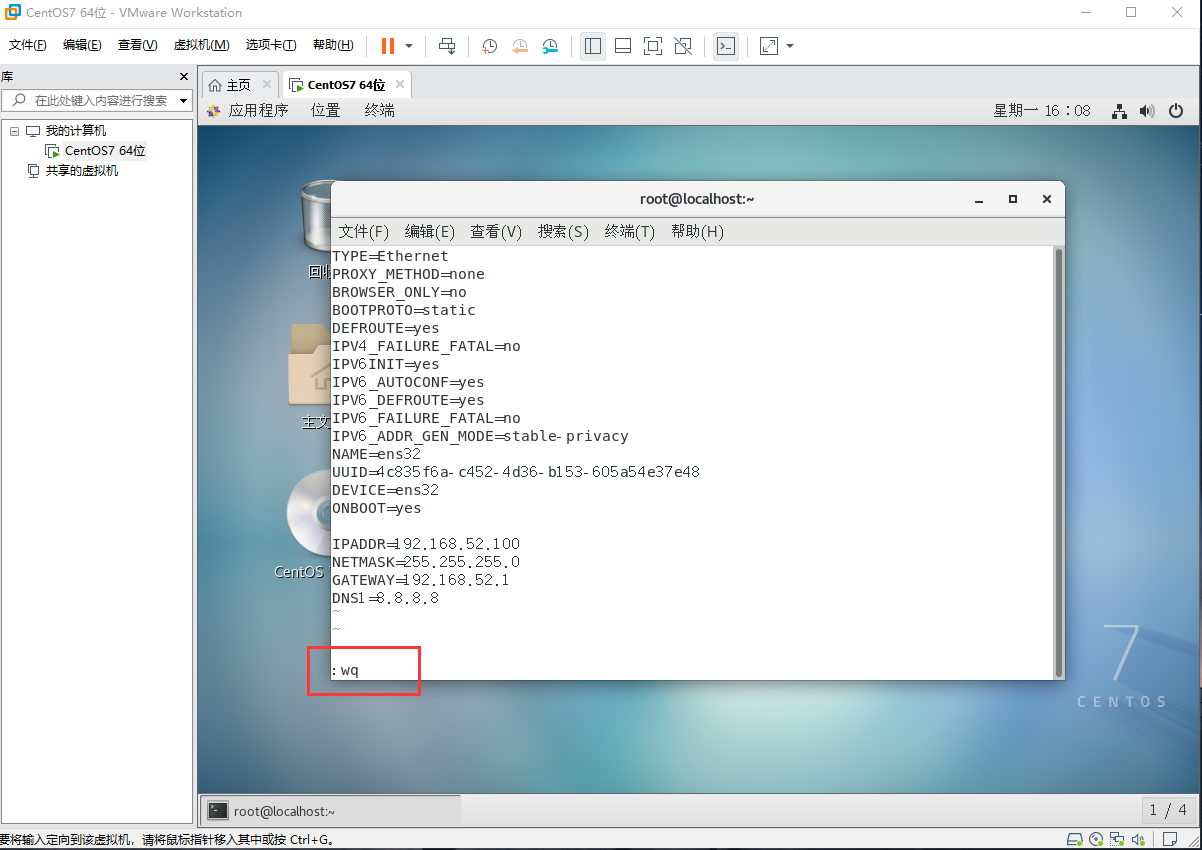 CentOS7 64位 - VMware Workstation
文件(F) 编辑(E) 查看(V) 虚拟机(M) 选项卡(T) 帮助(H)
库
在此处键入内容进行搜索
我的计算机
CentOS7 64位
共享的虚拟机
主页 CentOS7 64位
应用程序 位置 终端 星期一 16：08
root@localhost:~
文件(F) 编辑(E) 查看(V) 搜索(S) 终端(T) 帮助(H)
TYPE=Ethernet
PROXY_METHOD=none
BROWSER_ONLY=no
BOOTPROTO=static
DEFROUTE=yes
IPV4_FAILURE_FATAL=no
IPV6INIT=yes
IPV6_AUTOCONF=yes
IPV6_DEFROUTE=yes
IPV6_FAILURE_FATAL=no
IPV6_ADDR_GEN_MODE=stable-privacy
NAME=ens32
UUID=4c835f6a-c452-4d36-b153-605a54e37e48
DEVICE=ens32
ONBOOT=yes
IPADDR=192.168.52.100
NETMASK=255.255.255.0
GATEWAY=192.168.52.1
DNS1=8.8.8.8
~
~
:wq
回收
主文
CentOS
7
CENTOS
root@localhost:~
1 / 4
要将输入定向到该虚拟机，请将鼠标指针移入其中或按 Ctrl+G。